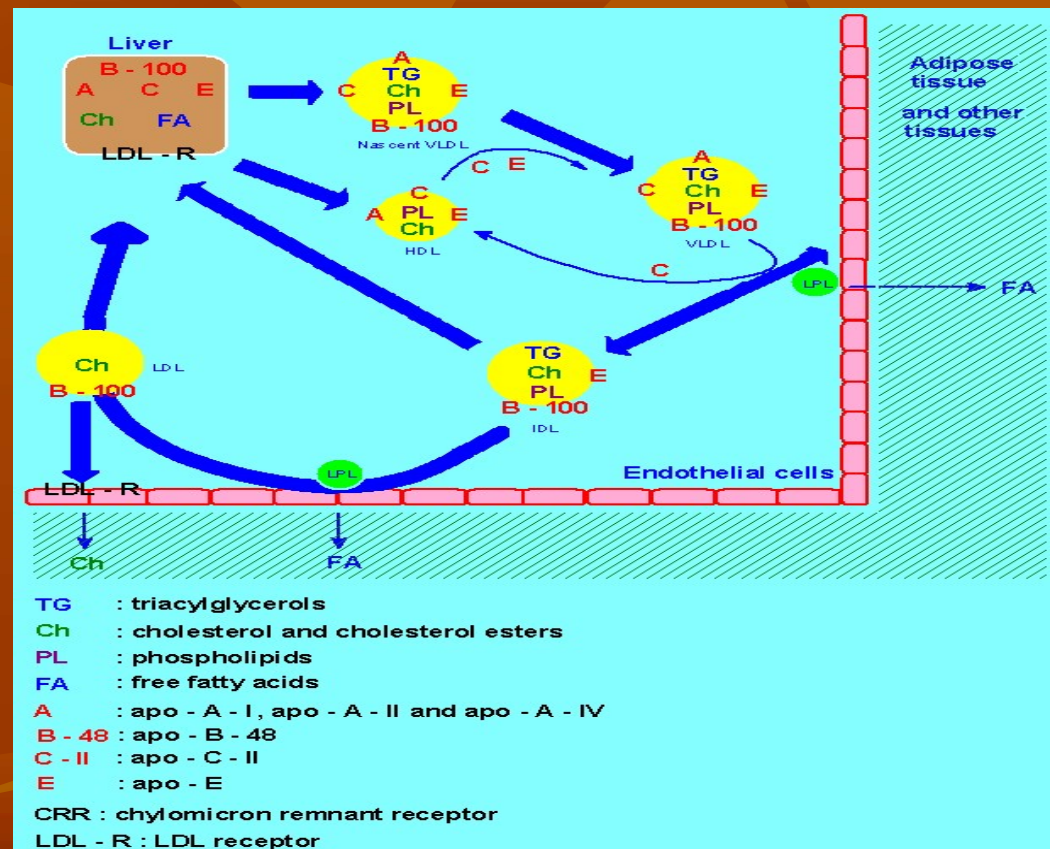 Liver
B - 100
A C E
Ch FA
LDL - R
A
TG
C Ch E
PL
B - 100
Nascent VLDL
C E
C
A PL E
Ch
HDL
A
TG
C Ch E
PL
B - 100
VLDL
C
LPL
FA
Adipose
tissue
and other
tissues
Ch
LDL
B - 100
TG
Ch E
PL
B - 100
IDL
LPL
Endothelial cells
LDL - R
Ch
FA
TG : triacylglycerols
Ch : cholesterol and cholesterol esters
PL : phospholipids
FA : free fatty acids
A : apo - A - I, apo - A - II and apo - A - IV
B - 48 : apo - B - 48
C - II : apo - C - II
E : apo - E
CRR : chylomicron remnant receptor
LDL - R : LDL receptor